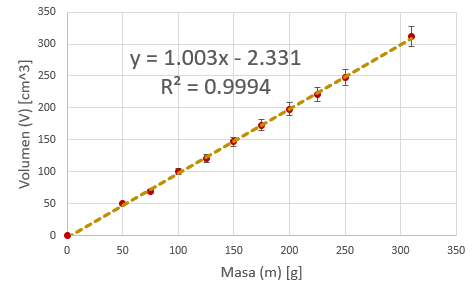 350
300
250
200
150
100
50
0
Volumen (V) [cm^3]
y = 1.003x - 2.331
R² = 0.9994
0 50 100 150 200 250 300 350
Masa (m) [g]